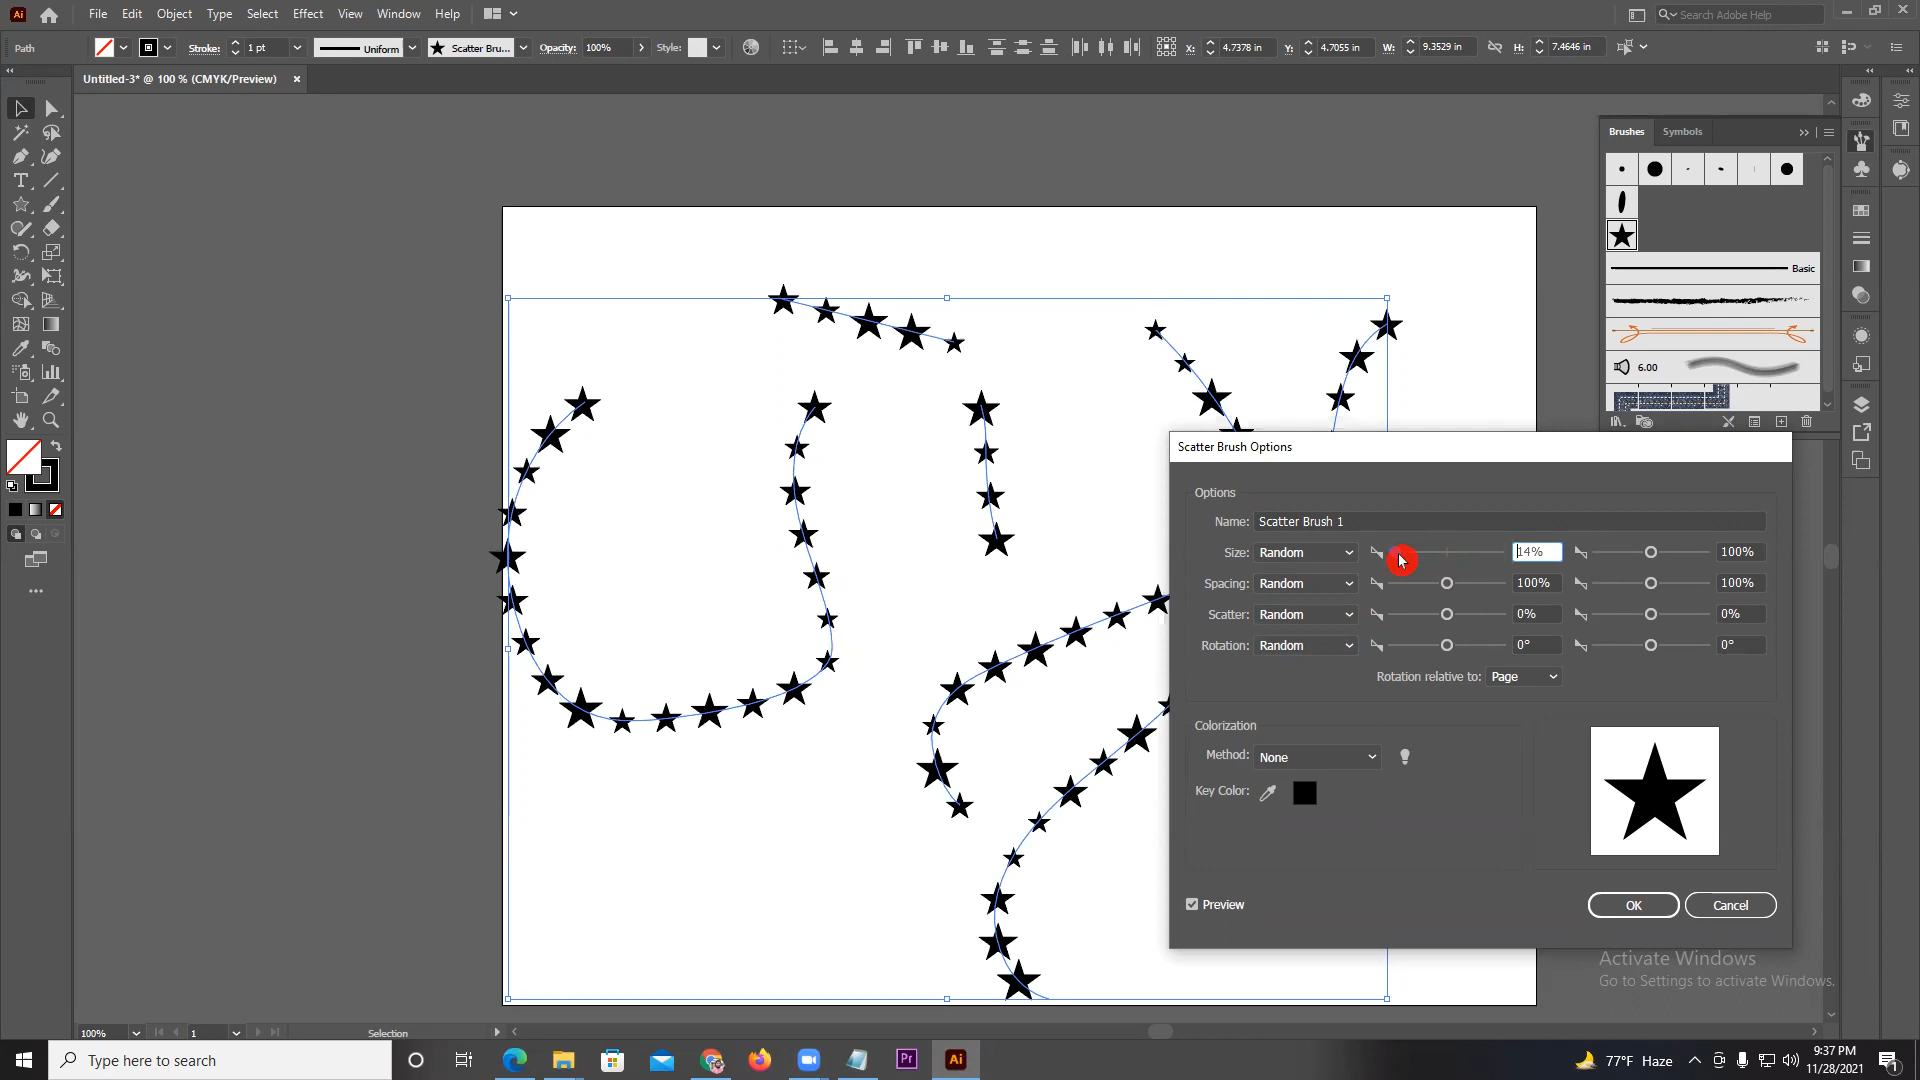 Ai File Edit Object Type Select Effect View Window Help Search Adobe Help
Path Stroke: 1 pt Uniform Scatter Bru... Opacity: 100% Style: X: 4.7378 in Y: 4.7055 in W: 9.3529 in H: 7.4646 in
Untitled-3* @ 100 % (CMYK/Preview)
Brushes Symbols
Basic
6.00
Scatter Brush Options
Options
Name: Scatter Brush 1
Size: Random 14% 100%
Spacing: Random 100% 100%
Scatter: Random 0% 0%
Rotation: Random 0° 0°
Rotation relative to: Page
Colorization
Method: None
Key Color:
Preview OK Cancel
Activate Windows
Go to Settings to activate Windows.
100% 1 Selection
Type here to search Pr Ai 77°F Haze 9:37 PM
11/28/2021 1